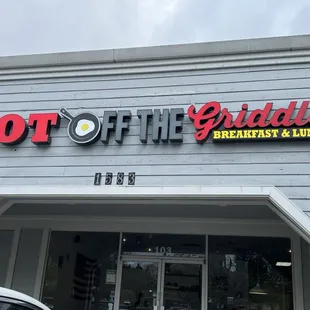 OT OFF THE Griddl
BREAKFAST & LUN
1583
103